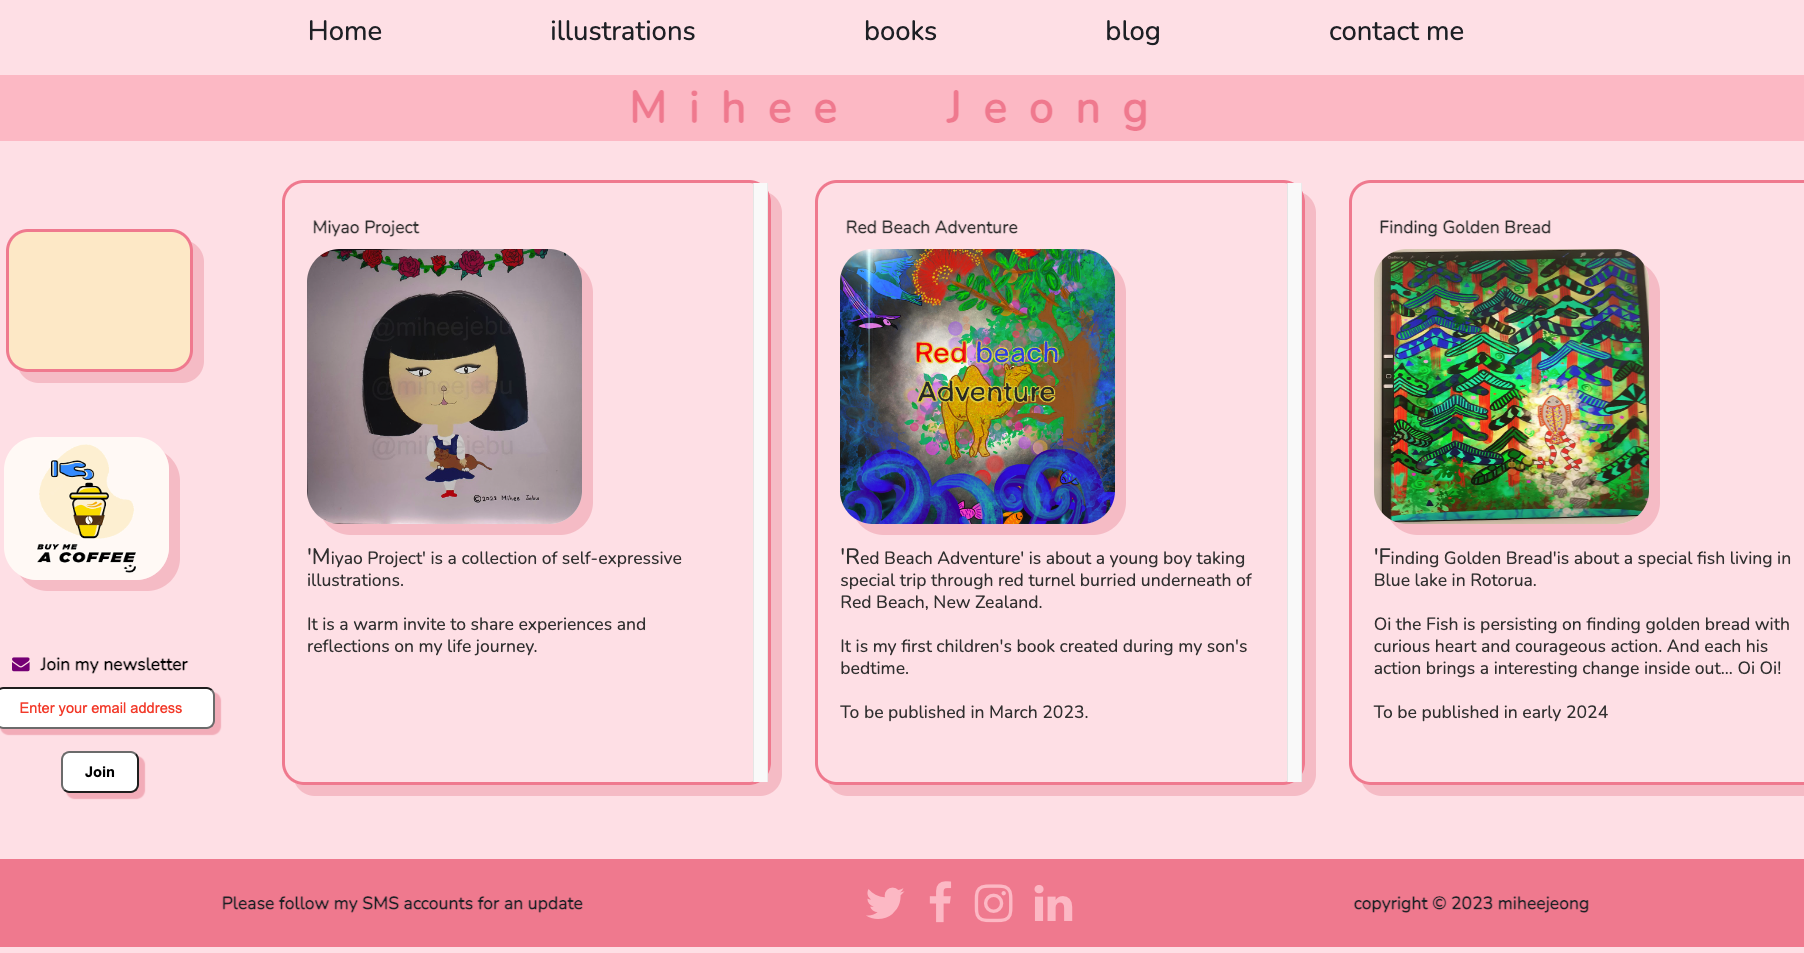 Home illustrations books blog contact me
Mihee Jeong
Miyao Project
@miheejebu
@miheejebu
@miheejebu
©2023 Mihee Jebu
'Miyao Project' is a collection of self-expressive
illustrations.
It is a warm invite to share experiences and
reflections on my life journey.
Red Beach Adventure
Red beach
Adventure
'Red Beach Adventure' is about a young boy taking
special trip through red turnel burried underneath of
Red Beach, New Zealand.
It is my first children's book created during my son's
bedtime.
To be published in March 2023.
Finding Golden Bread
'Finding Golden Bread'is about a special fish living in
Blue lake in Rotorua.
Oi the Fish is persisting on finding golden bread with
curious heart and courageous action. And each his
action brings a interesting change inside out... Oi Oi!
To be published in early 2024
BUY ME
A COFFEE
Join my newsletter
Enter your email address
Join
Please follow my SMS accounts for an update
copyright © 2023 miheejeong